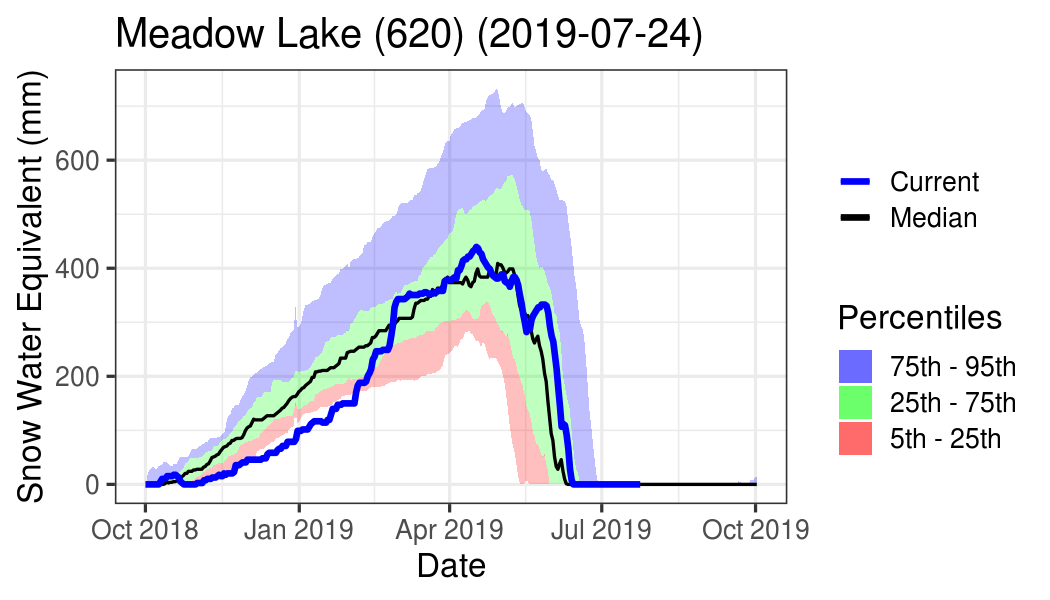 Meadow Lake (620) (2019-07-24)
Snow Water Equivalent (mm)
600
400
200
0
Oct 2018 Jan 2019 Apr 2019 Jul 2019 Oct 2019
Date
Current
Median
Percentiles
75th - 95th
25th - 75th
5th - 25th